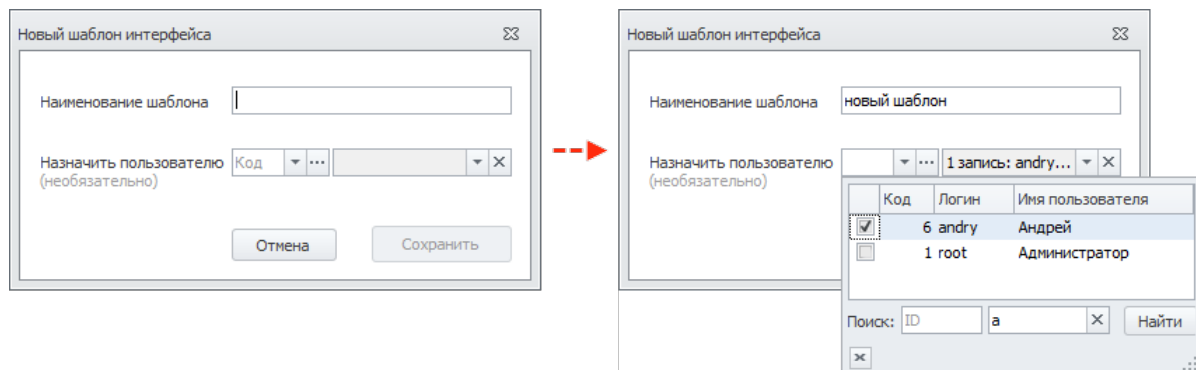 Новый шаблон интерфейса
Наименование шаблона
Назначить пользователю Код
(необязательно)
Отмена Сохранить
Новый шаблон интерфейса
Наименование шаблона новый шаблон
Назначить пользователю 1 запись: andry...
(необязательно)
Код Логин Имя пользователя
6 andry Андрей
1 root Администратор
Поиск: ID а Найти